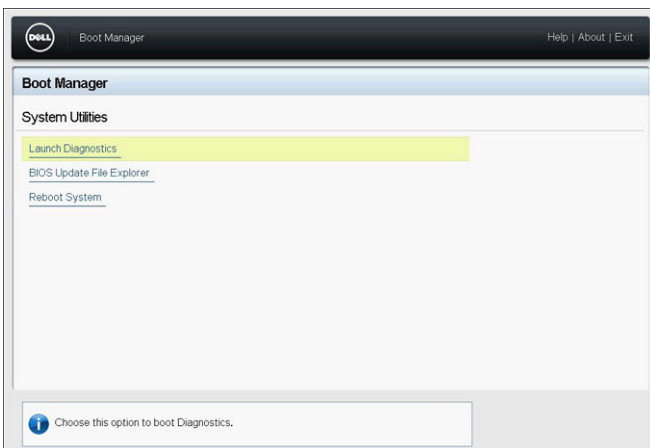 DELL Boot Manager Help | About | Exit
Boot Manager
System Utilities
Launch Diagnostics
BIOS Update File Explorer
Reboot System
Choose this option to boot Diagnostics.